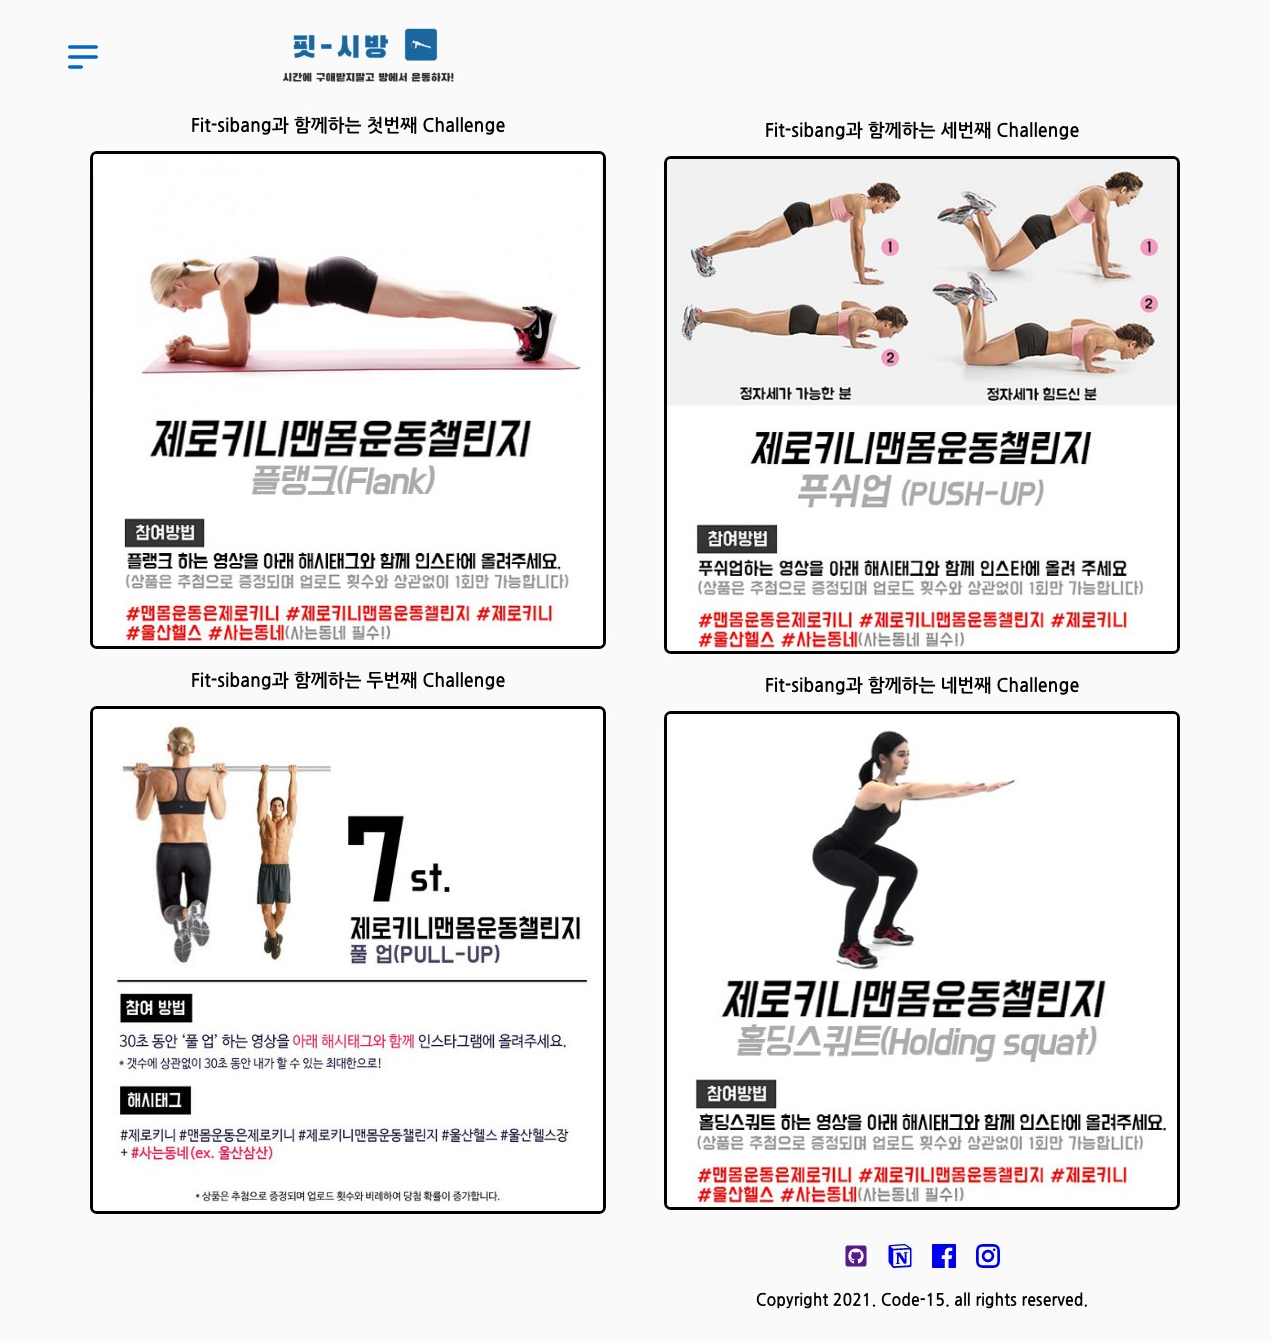 핏-시방
시간에 구애받지말고 방에서 운동하자!
Fit-sibang과 함께하는 첫번째 Challenge
제로키니맨몸운동챌린지
플랭크(Flank)
참여방법
플랭크 하는 영상을 아래 해시태그와 함께 인스타에 올려주세요.
(상품은 추첨으로 증정되며 업로드 횟수와 상관없이 1회만 가능합니다)
#맨몸운동은제로키니 #제로키니맨몸운동챌린지 #제로키니
#울산헬스 #사는동네(사는동네 필수!)
Fit-sibang과 함께하는 두번째 Challenge
7st.
제로키니맨몸운동챌린지
풀 업(PULL-UP)
참여 방법
30초 동안 ‘풀 업’ 하는 영상을 아래 해시태그와 함께 인스타그램에 올려주세요.
* 갯수에 상관없이 30초 동안 내가 할 수 있는 최대한으로!
해시태그
#제로키니 #맨몸운동은제로키니 #제로키니맨몸운동챌린지 #울산헬스 #울산헬스장
+ #사는동네(ex. 울산삼산)
* 상품은 추첨으로 증정되며 업로드 횟수와 비례하여 당첨 확률이 증가합니다.
Fit-sibang과 함께하는 세번째 Challenge
1
1
2
2
정자세가 가능한 분
정자세가 힘드신 분
제로키니맨몸운동챌린지
푸쉬업 (PUSH-UP)
참여방법
푸쉬업하는 영상을 아래 해시태그와 함께 인스타에 올려 주세요
(상품은 추첨으로 증정되며 업로드 횟수와 상관없이 1회만 가능합니다)
#맨몸운동은제로키니 #제로키니맨몸운동챌린지 #제로키니
#울산헬스 #사는동네(사는동네 필수!)
Fit-sibang과 함께하는 네번째 Challenge
제로키니맨몸운동챌린지
홀딩스쿼트(Holding squat)
참여방법
홀딩스쿼트 하는 영상을 아래 해시태그와 함께 인스타에 올려주세요.
(상품은 추첨으로 증정되며 업로드 횟수와 상관없이 1회만 가능합니다)
#맨몸운동은제로키니 #제로키니맨몸운동챌린지 #제로키니
#울산헬스 #사는동네(사는동네 필수!)
Copyright 2021. Code-15. all rights reserved.